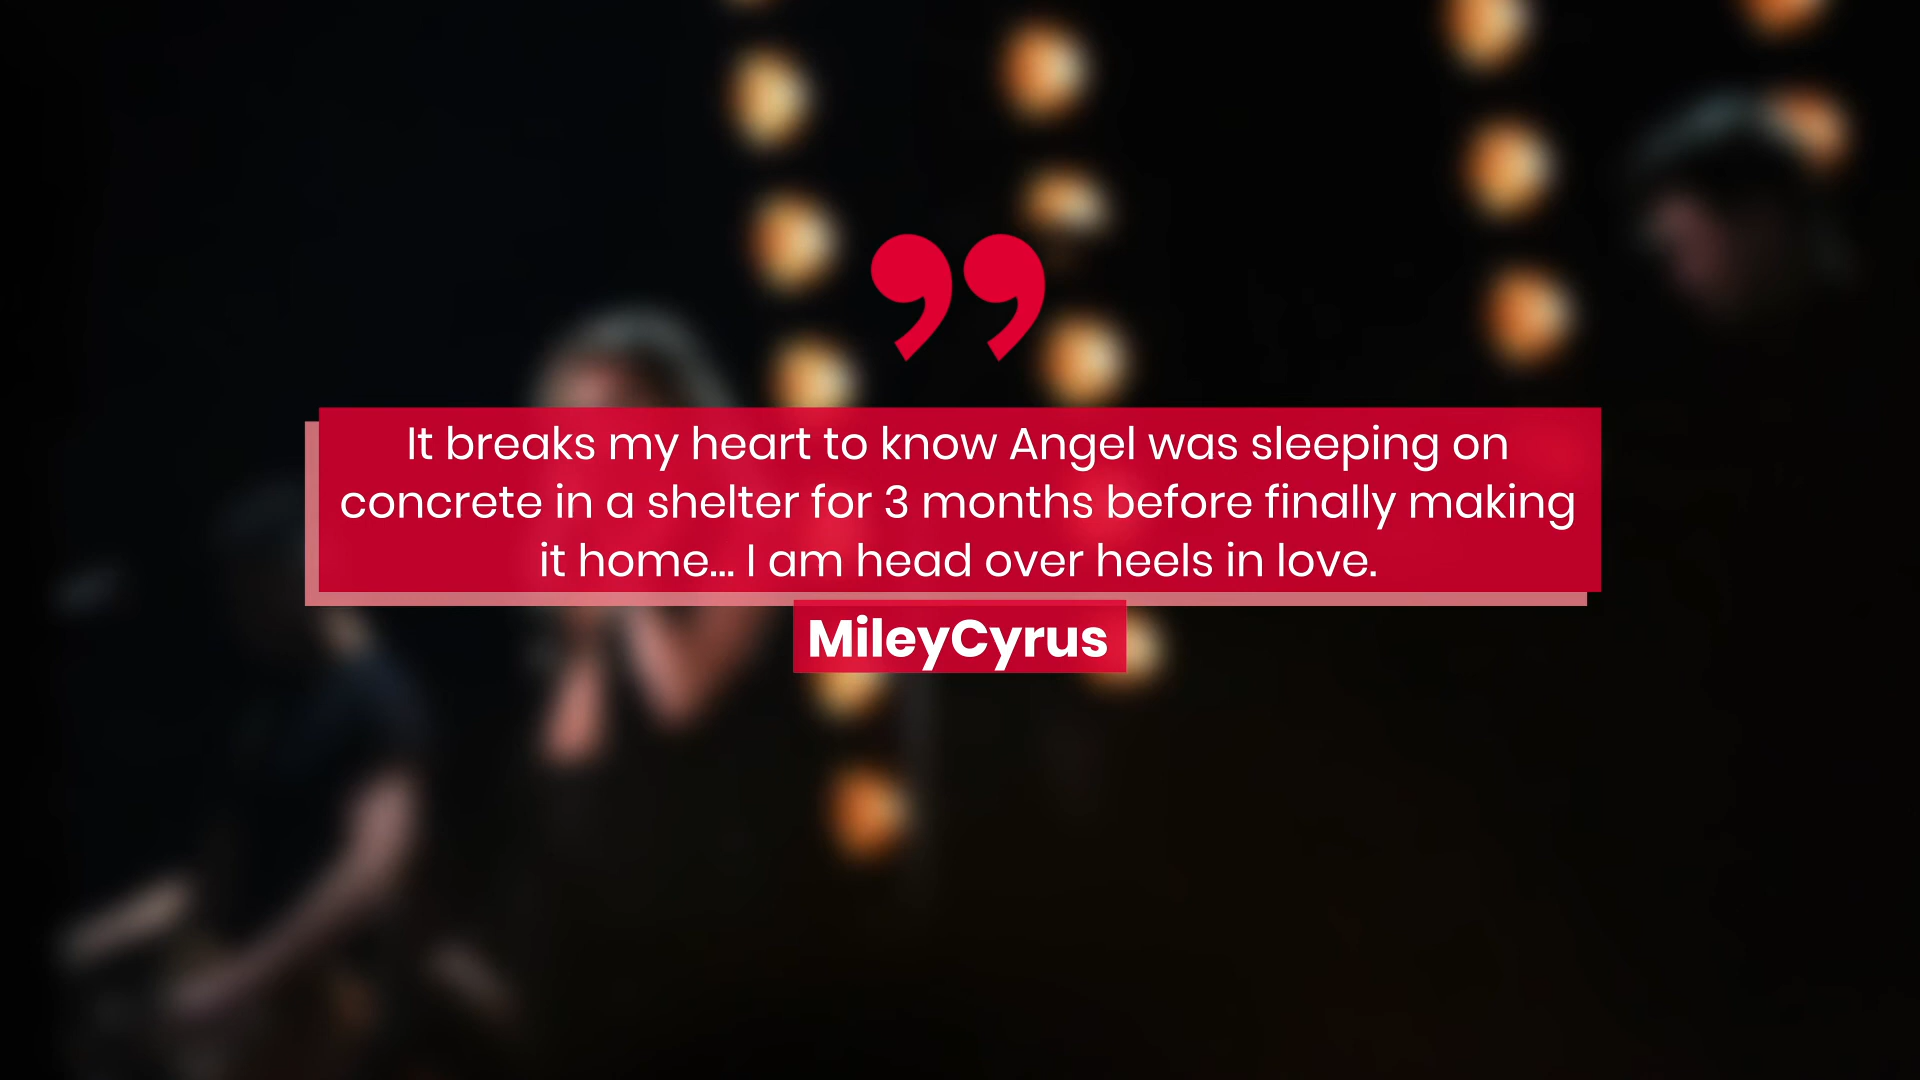 ”
It breaks my heart to know Angel was sleeping on
concrete in a shelter for 3 months before finally making
it home... I am head over heels in love.
MileyCyrus